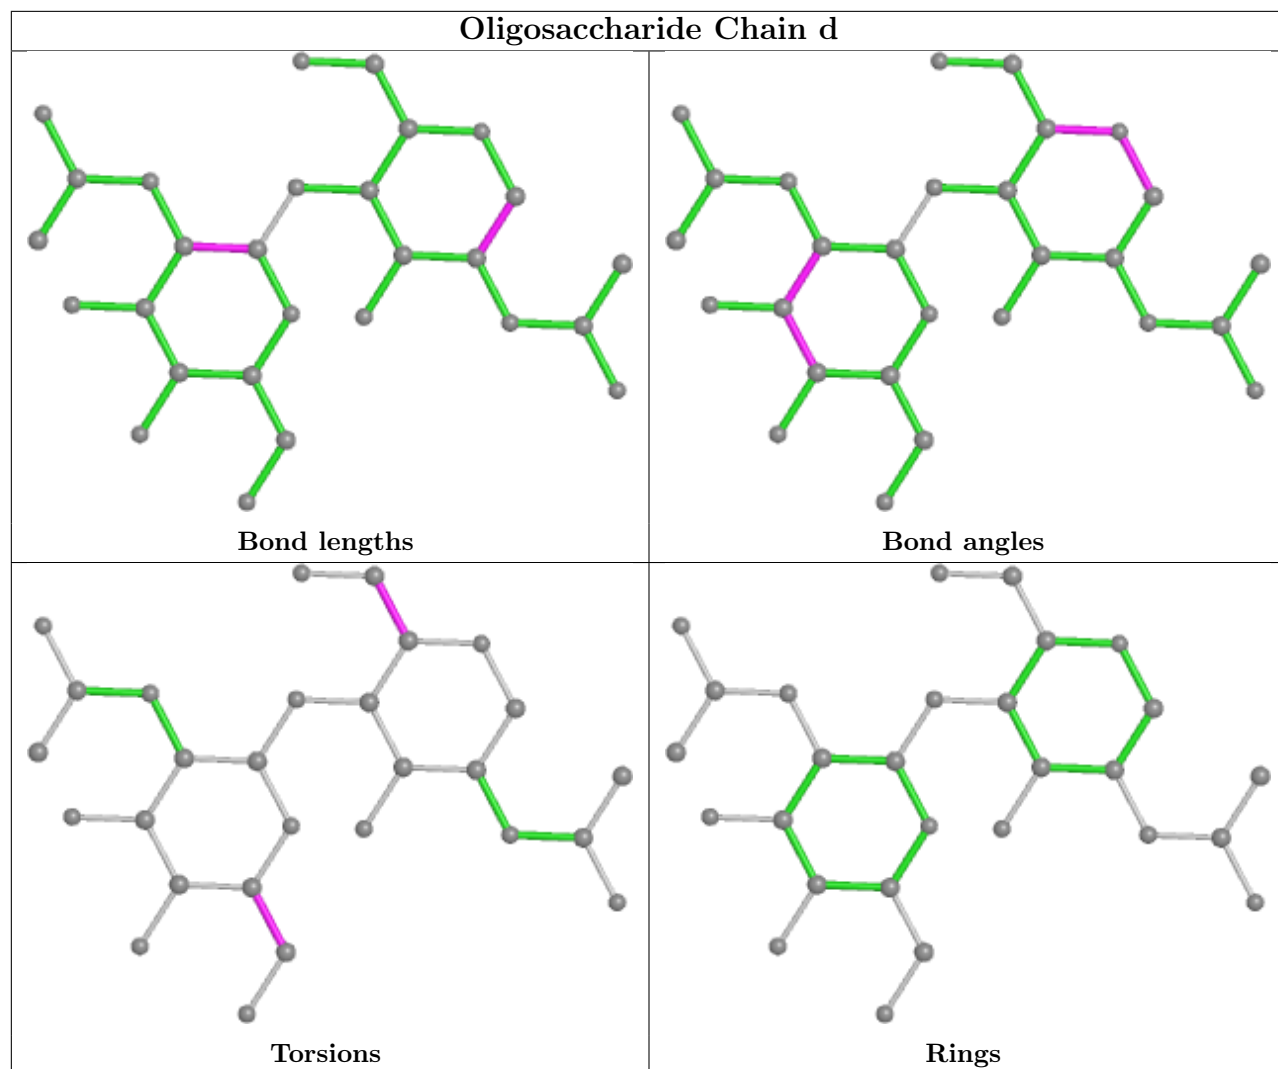 Oligosaccharide Chain d
Bond lengths
Bond angles
Torsions
Rings